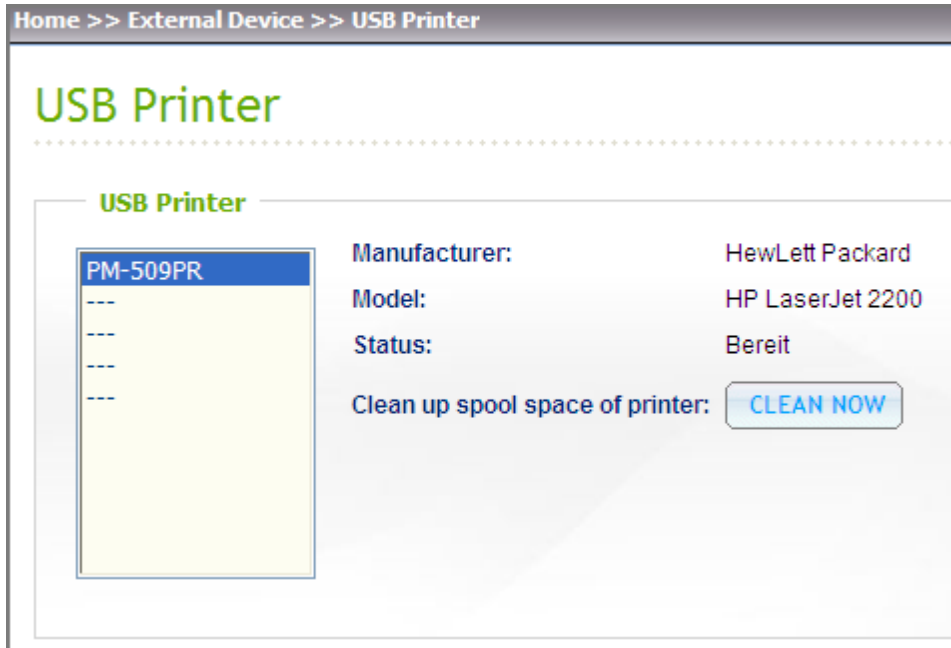 Home >> External Device >> USB Printer
USB Printer
USB Printer
PM-509PR
---
---
---
---
Manufacturer: HewLett Packard
Model: HP LaserJet 2200
Status: Bereit
Clean up spool space of printer: CLEAN NOW